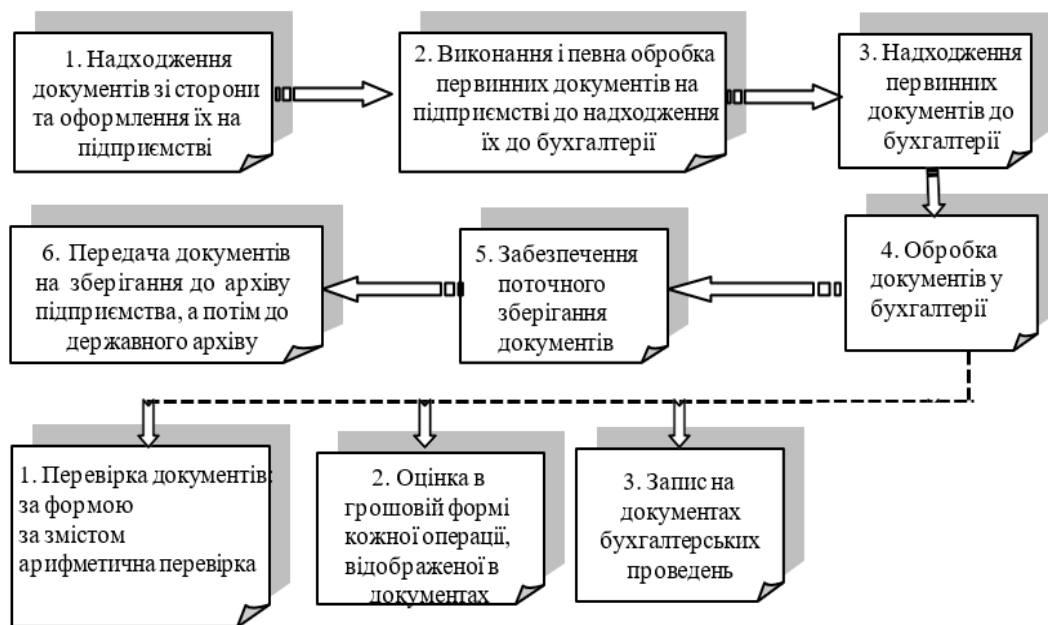 1. Надходження
документів зі сторони
та оформлення їх на
підприємстві
2. Виконання і певна обробка
первинних документів на
підприємстві до надходження
їх до бухгалтерії
3. Надходження
первинних
документів до
бухгалтерії
4. Обробка
документів у
бухгалтерії
5. Забезпечення
поточного
зберігання
документів
6. Передача документів
на зберігання до архіву
підприємства, а потім до
державного архіву
1. Перевірка документів:
за формою
за змістом
арифметична перевірка
2. Оцінка в
грошовій формі
кожної операції,
відображеної в
документах
3. Запис на
документах
бухгалтерських
проведень